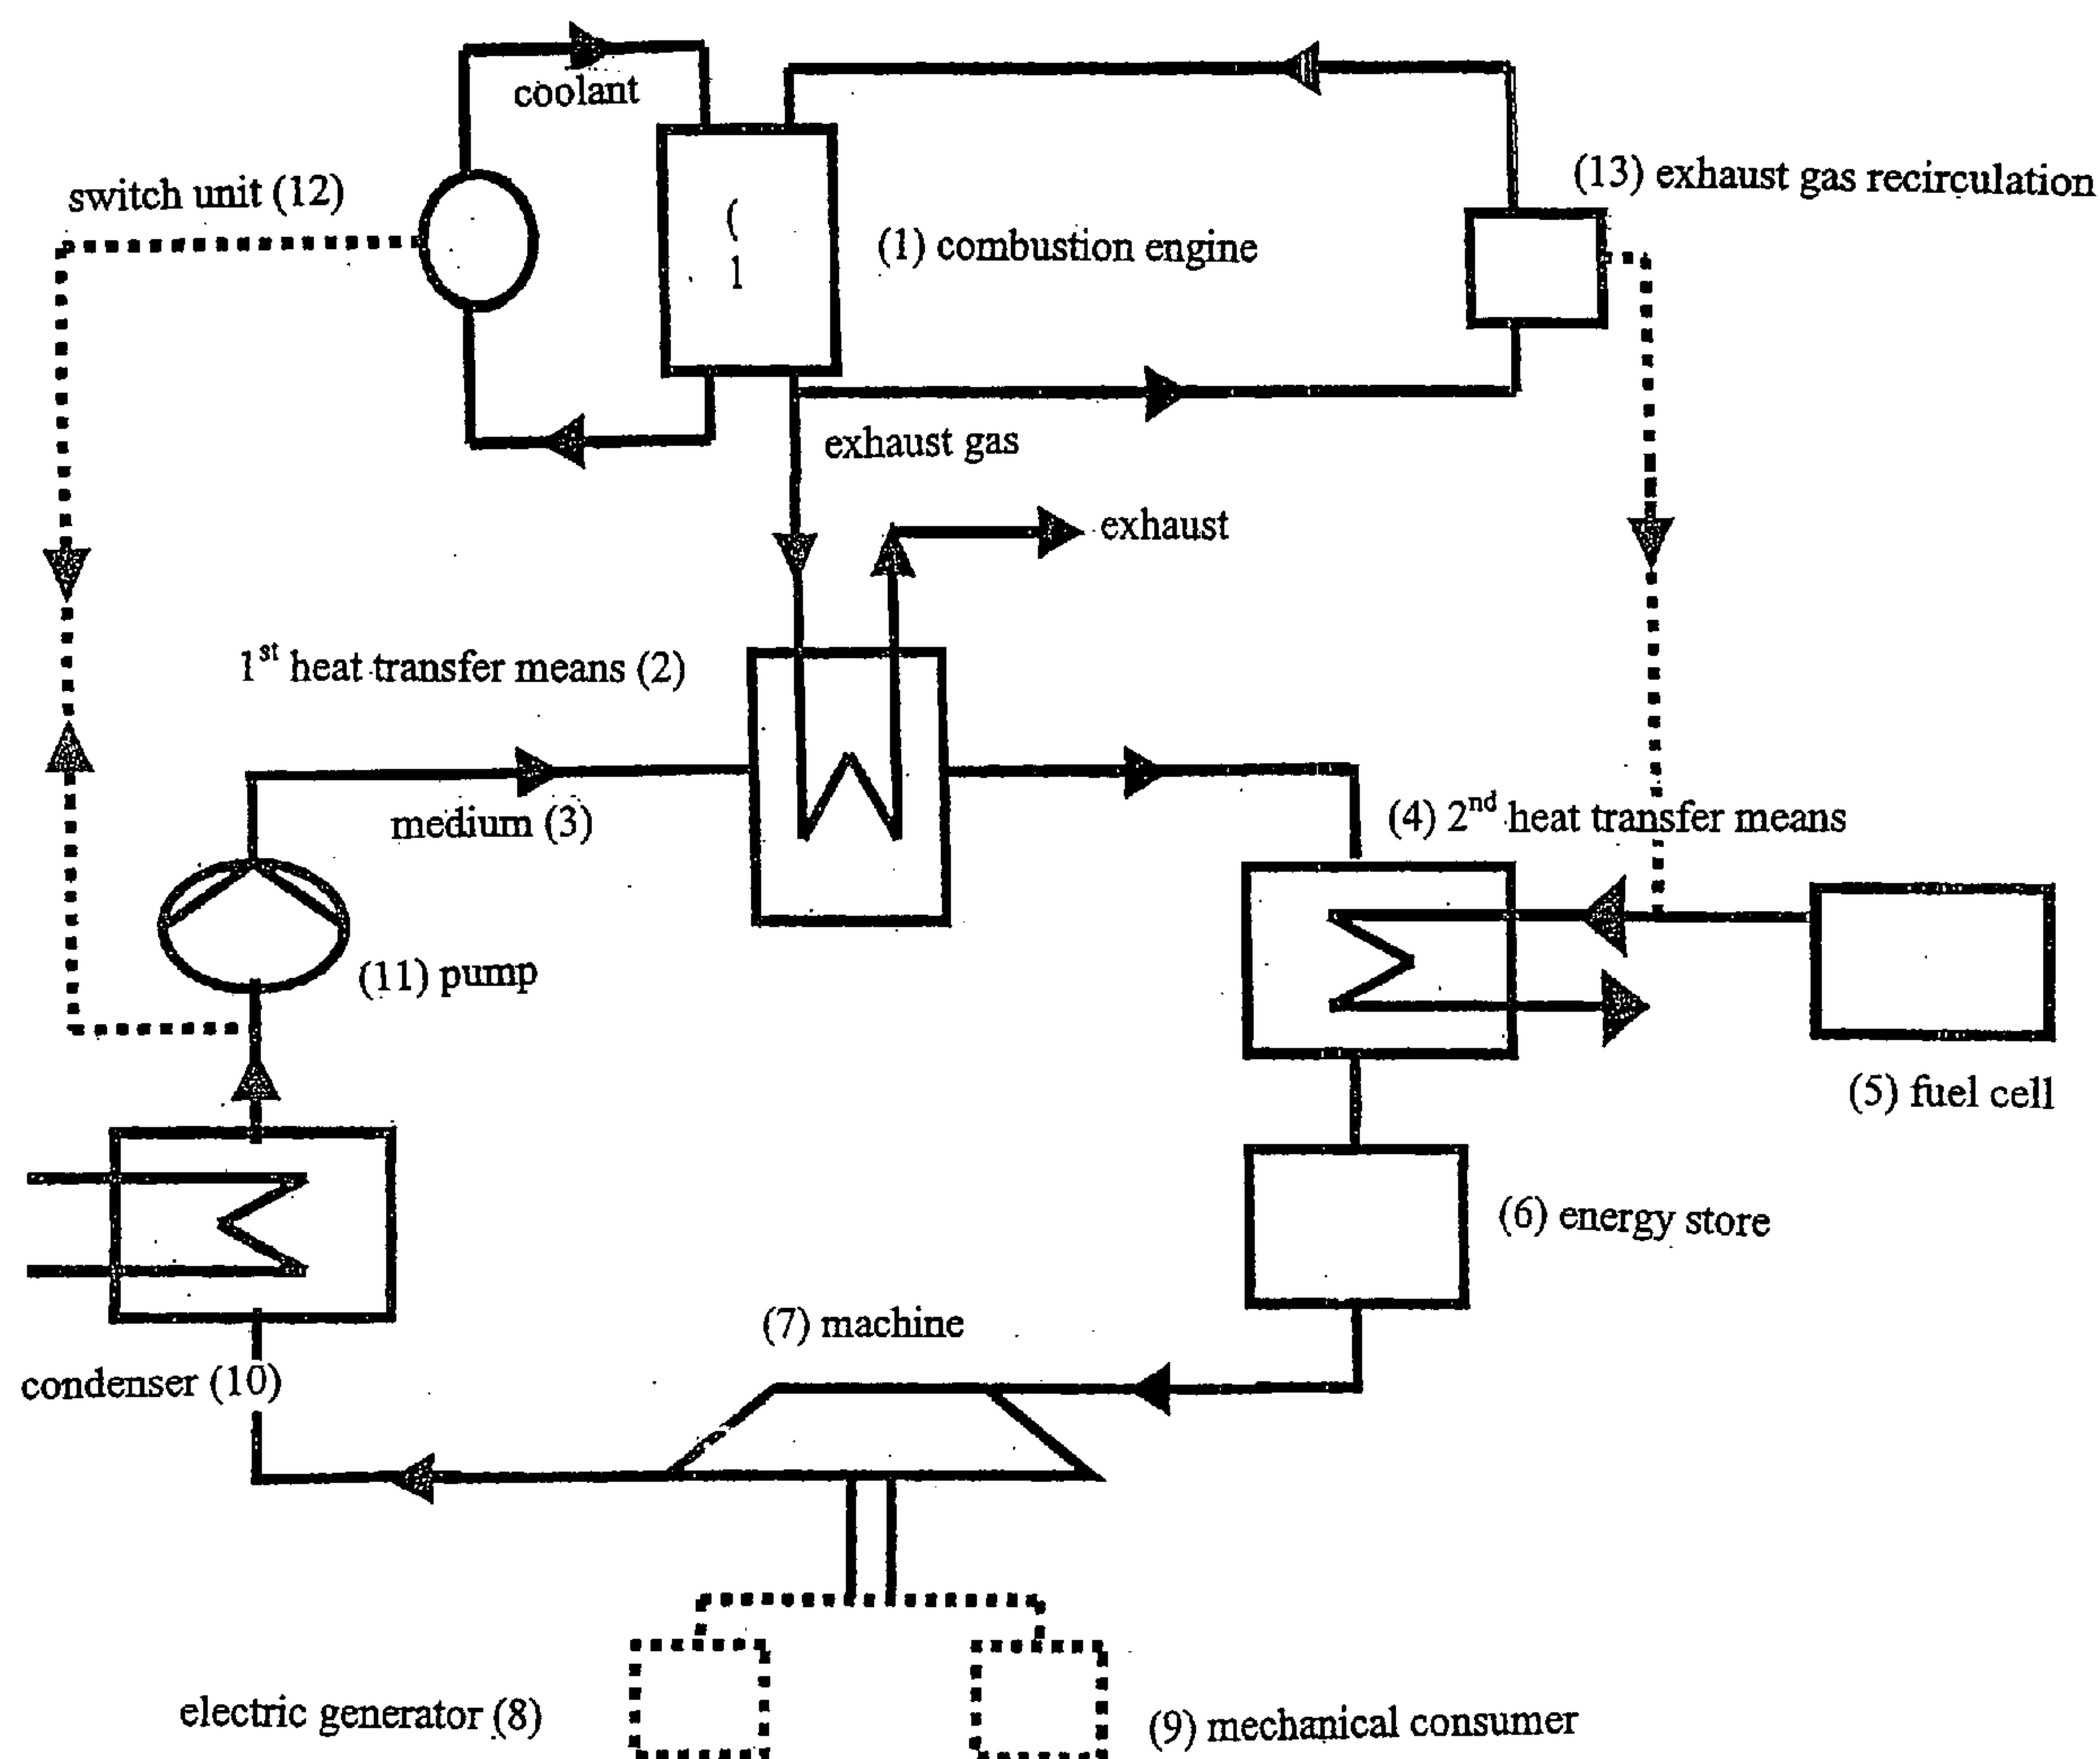 coolant
switch unit (12)
(13) exhaust gas recirculation
(
1
(1) combustion engine
exhaust gas
exhaust
1st heat transfer means (2)
medium (3)
(4) 2nd heat transfer means
(11) pump
(5) fuel cell
(6) energy store
(7) machine
condenser (10)
electric generator (8)
(9) mechanical consumer